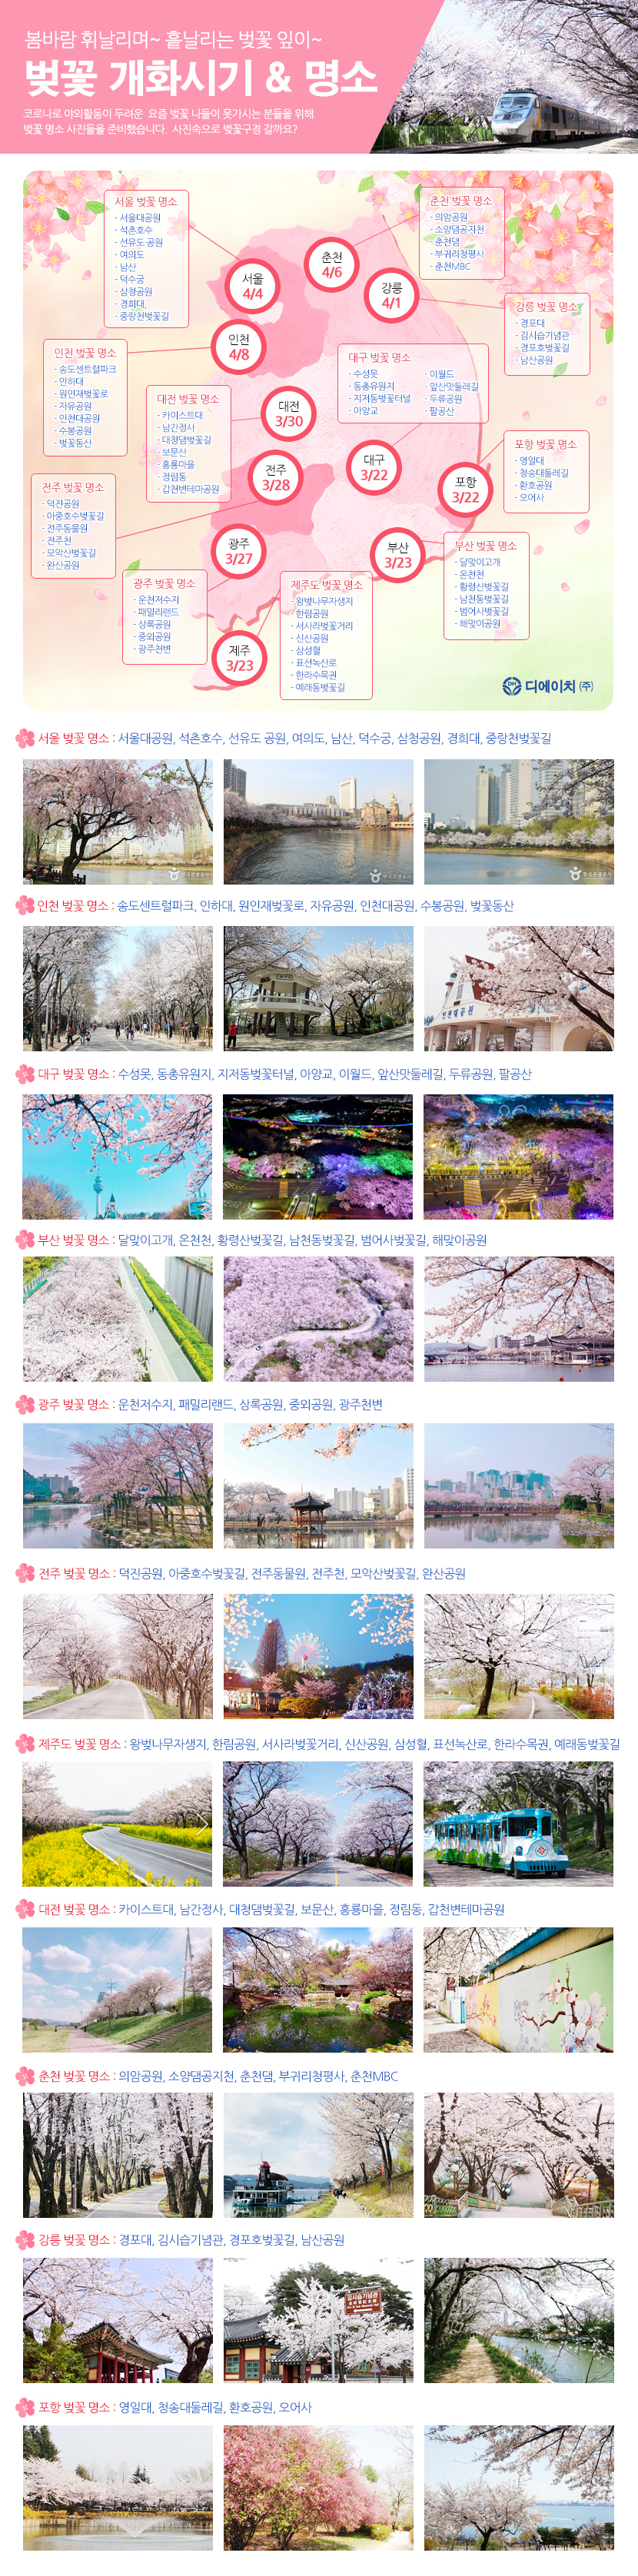 봄바람 휘날리며~ 흩날리는 벚꽃 잎이~
벚꽃 개화시기 & 명소
코로나로 야외활동이 두려운 요즘 벚꽃 나들이 못가시는 분들을 위해
벚꽃 명소 사진들을 준비했습니다. 사진속으로 벚꽃구경 갈까요?
서울 벚꽃 명소
- 서울대공원
- 석촌호수
- 선유도 공원
- 여의도
- 남산
- 덕수궁
- 삼청공원
- 경희대,
- 중랑천벚꽃길
춘천 벚꽃 명소
- 의암공원
- 소양댐공지천
- 춘천댐
- 부귀리청평사
- 춘천MBC
서울
4/4
춘천
4/6
강릉
4/1
강릉 벚꽃 명소
- 경포대
- 김시습기념관
- 경포호벚꽃길
- 남산공원
인천
4/8
인천 벚꽃 명소
- 송도센트럴파크
- 인하대
- 원인재벚꽃로
- 자유공원
- 인천대공원
- 수봉공원
- 벚꽃동산
대구 벚꽃 명소
- 수성못
- 동촌유원지
- 지저동벚꽃터널
- 아양교
- 이월드
- 앞산맛둘레길
- 두류공원
- 팔공산
대전 벚꽃 명소
- 카이스트대
- 남간정사
- 대청댐벚꽃길
- 보문산
- 흥룡마을
- 정림동
- 갑천변테마공원
대전
3/30
전주
3/28
대구
3/22
포항
3/22
포항 벚꽃 명소
- 영일대
- 청송대둘레길
- 환호공원
- 오어사
전주 벚꽃 명소
- 덕진공원
- 아중호수벚꽃길
- 전주동물원
- 전주천
- 모악산벚꽃길
- 완산공원
광주
3/27
부산
3/23
부산 벚꽃 명소
- 달맞이고개
- 온천천
- 황령산벚꽃길
- 남천동벚꽃길
- 범어사벚꽃길
- 해맞이공원
광주 벚꽃 명소
- 운천저수지
- 패밀리랜드
- 상록공원
- 중외공원
- 광주천변
제주도 벚꽃 명소
- 왕벚나무자생지
- 한림공원
- 서사라벚꽃거리
- 신산공원
- 삼성혈
- 표선녹산로
- 한라수목권
- 예래동벚꽃길
제주
3/23
DH 디에이치 (주)
서울 벚꽃 명소 : 서울대공원, 석촌호수, 선유도 공원, 여의도, 남산, 덕수궁, 삼청공원, 경희대, 중랑천벚꽃길
한국관광공사
한국관광공사
한국관광공사
인천 벚꽃 명소 : 송도센트럴파크, 인하대, 원인재벚꽃로, 자유공원, 인천대공원, 수봉공원, 벚꽃동산
인천대공원
대구 벚꽃 명소 : 수성못, 동촌유원지, 지저동벚꽃터널, 아양교, 이월드, 앞산맛둘레길, 두류공원, 팔공산
부산 벚꽃 명소 : 달맞이고개, 온천천, 황령산벚꽃길, 남천동벚꽃길, 범어사벚꽃길, 해맞이공원
광주 벚꽃 명소 : 운천저수지, 패밀리랜드, 상록공원, 중외공원, 광주천변
전주 벚꽃 명소 : 덕진공원, 아중호수벚꽃길, 전주동물원, 전주천, 모악산벚꽃길, 완산공원
제주도 벚꽃 명소 : 왕벚나무자생지, 한림공원, 서사라벚꽃거리, 신산공원, 삼성혈, 표선녹산로, 한라수목권, 예래동벚꽃길
대전 벚꽃 명소 : 카이스트대, 남간정사, 대청댐벚꽃길, 보문산, 흥룡마을, 정림동, 갑천변테마공원
춘천 벚꽃 명소 : 의암공원, 소양댐공지천, 춘천댐, 부귀리청평사, 춘천MBC
강릉 벚꽃 명소 : 경포대, 김시습기념관, 경포호벚꽃길, 남산공원
김시습기념관
포항 벚꽃 명소 : 영일대, 청송대둘레길, 환호공원, 오어사